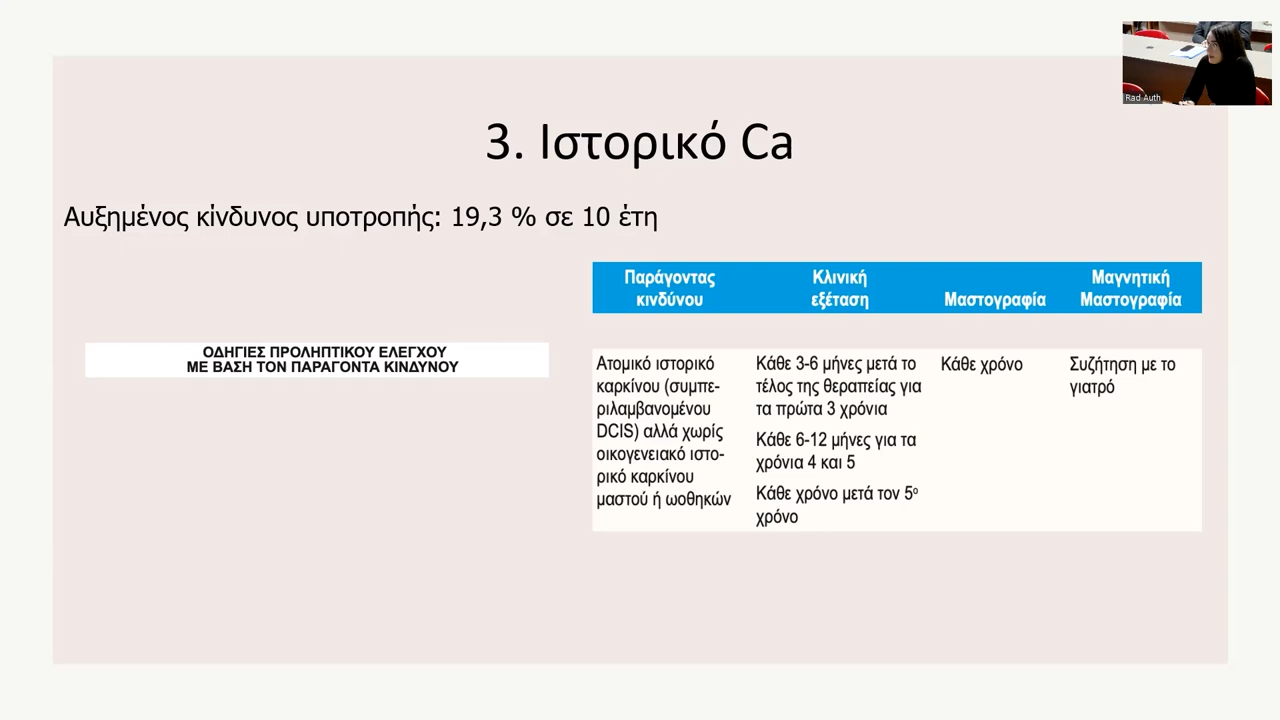 Rad Auth
3. Ιστορικό Ca
Αυξημένος κίνδυνος υποτροπής: 19,3 % σε 10 έτη
ΟΔΗΓΙΕΣ ΠΡΟΛΗΠΤΙΚΟΥ ΕΛΕΓΧΟΥ
ΜΕ ΒΑΣΗ ΤΟΝ ΠΑΡΑΓΟΝΤΑ ΚΙΝΔΥΝΟΥ
Παράγοντας
κινδύνου
Κλινική
εξέταση
Μαστογραφία
Μαγνητική
Μαστογραφία
Ατομικό ιστορικό
καρκίνου (συμπε-
ριλαμβανομένου
DCIS) αλλά χωρίς
οικογενειακό ιστο-
ρικό καρκίνου
μαστού ή ωοθηκών
Κάθε 3-6 μήνες μετά το
τέλος της θεραπείας για
τα πρώτα 3 χρόνια
Κάθε 6-12 μήνες για τα
χρόνια 4 και 5
Κάθε χρόνο μετά τον 5ο
χρόνο
Κάθε χρόνο
Συζήτηση με το
γιατρό